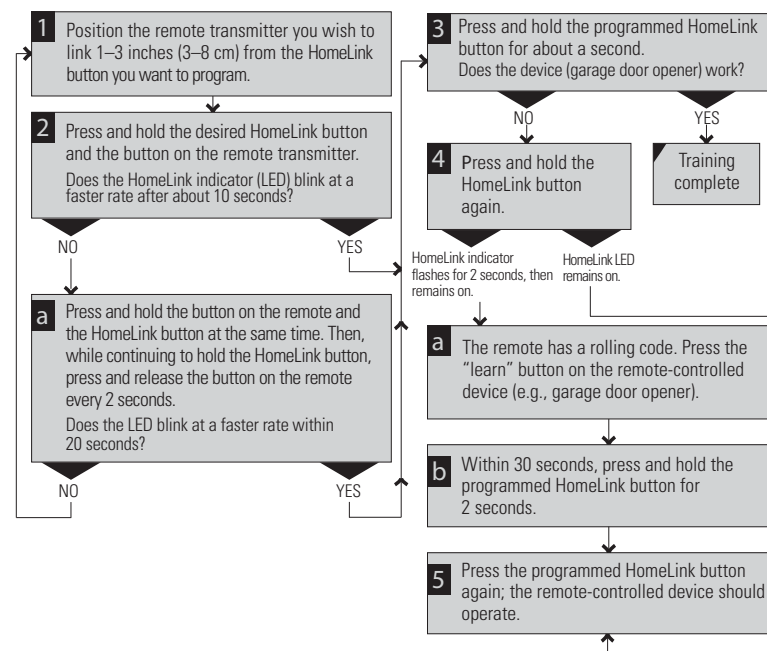 1
Position the remote transmitter you wish to
link 1–3 inches (3–8 cm) from the HomeLink
button you want to program.
2
Press and hold the desired HomeLink button
and the button on the remote transmitter.
Does the HomeLink indicator (LED) blink at a
faster rate after about 10 seconds?
NO
YES
a
Press and hold the button on the remote and
the HomeLink button at the same time. Then,
while continuing to hold the HomeLink button,
press and release the button on the remote
every 2 seconds.
Does the LED blink at a faster rate within
20 seconds?
NO
YES
3
Press and hold the programmed HomeLink
button for about a second.
Does the device (garage door opener) work?
NO
YES
4
Press and hold the
HomeLink button
again.
Training
complete
HomeLink indicator
flashes for 2 seconds, then
remains on.
HomeLink LED
remains on.
a
The remote has a rolling code. Press the
“learn” button on the remote-controlled
device (e.g., garage door opener).
b
Within 30 seconds, press and hold the
programmed HomeLink button for
2 seconds.
5
Press the programmed HomeLink button
again; the remote-controlled device should
operate.